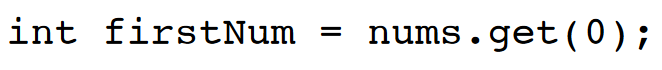 int firstNum = nums.get(0);